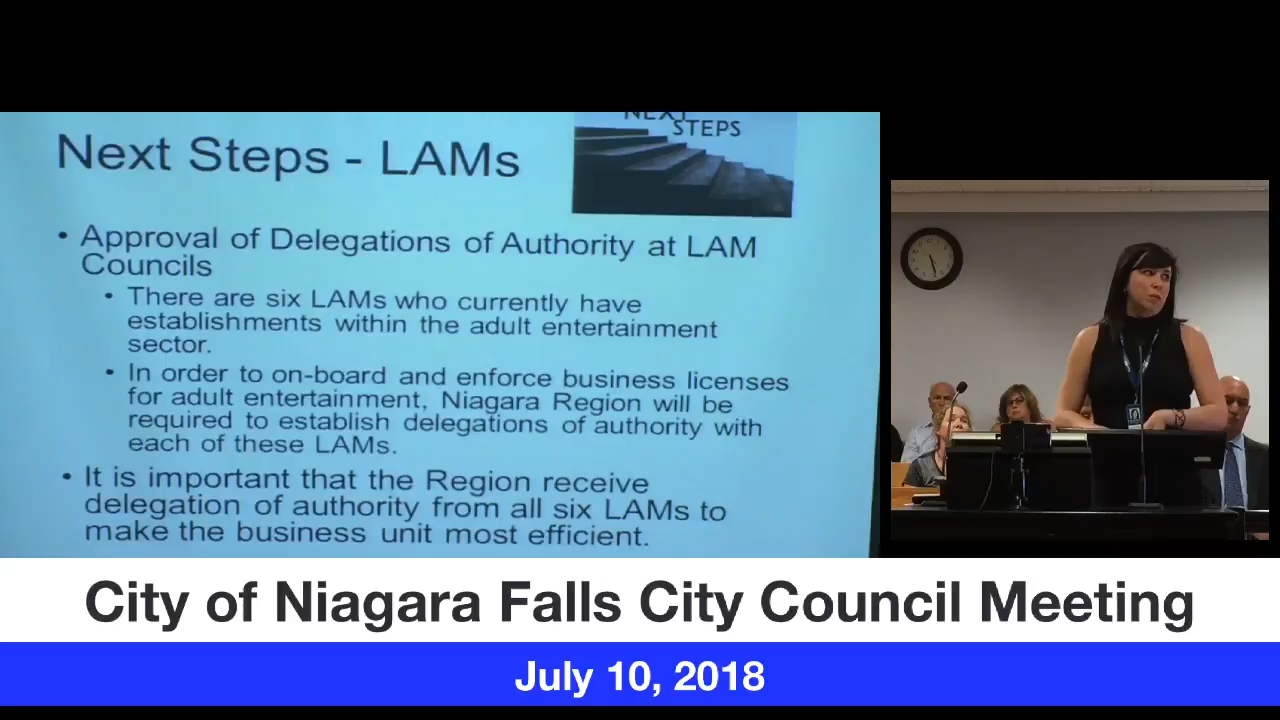 Next Steps - LAMs
NEXT
STEPS
• Approval of Delegations of Authority at LAM
Councils
• There are six LAMs who currently have
establishments within the adult entertainment
sector.
• In order to on-board and enforce business licenses
for adult entertainment, Niagara Region will be
required to establish delegations of authority with
each of these LAMs.
• It is important that the Region receive
delegation of authority from all six LAMs to
make the business unit most efficient.
City of Niagara Falls City Council Meeting
July 10, 2018